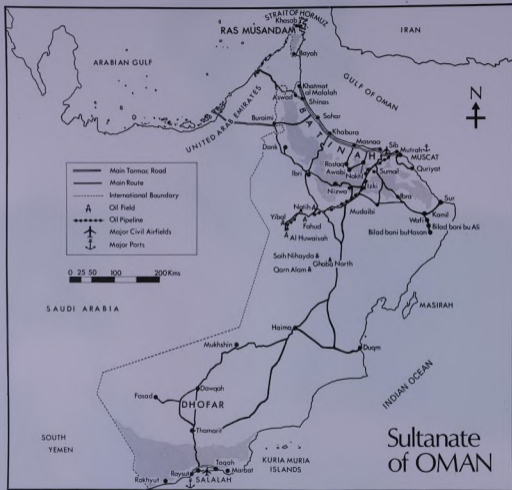 STRAIT OF HORMUZ
Khasab
RAS MUSANDAM
IRAN
Bayah
ARABIAN GULF
GULF OF OMAN
N
Khatmat
al Malalah
Aswad
Shinas
UNITED ARAB EMIRATES
Sohar
Buraimi
BATINAH
Khabura
Masnaa
Sib
Mutrah
MUSCAT
Dank
Rostaq
Awabi
Nakhl
Sumail
Quriyat
Ibri
Izki
Nizwa
Ibra
Sur
Natih
Mudaibi
Kamil
Yibal
Fahud
Wafi
Bilad bani bu Ali
Al Huwaisah
Bilad bani bu Hasan
Main Tarmac Road
Main Route
International Boundary
Oil Field
Oil Pipeline
Major Civil Airfields
Major Ports
Saih Nihayda
Ghaba North
Qarn Alam
0 25 50 100 200 Kms
SAUDI ARABIA
MASIRAH
Haima
Mukhshin
Duqm
INDIAN OCEAN
Dawqah
Fasad
DHOFAR
Thamarit
SOUTH
YEMEN
KURIA MURIA
ISLANDS
Sultanate
of OMAN
Taqah
Raysut
Marbat
Rakhyut
SALALAH